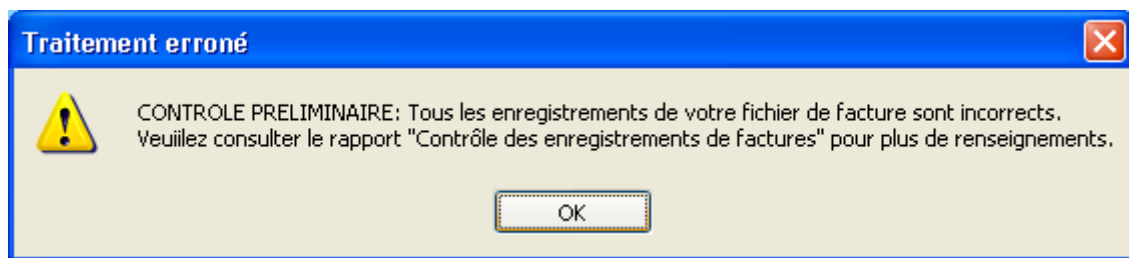 Traitement erroné
CONTROLE PRELIMINAIRE: Tous les enregistrements de votre fichier de facture sont incorrects.
Veuiilez consulter le rapport "Contrôle des enregistrements de factures" pour plus de renseignements.
OK